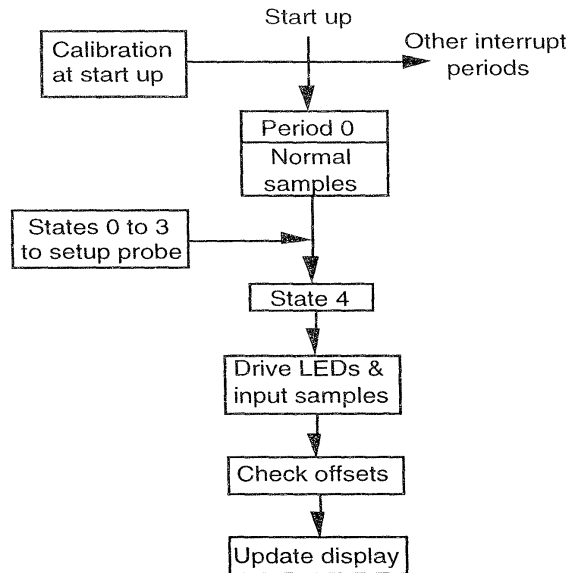 Start up
Calibration
at start up
Other interrupt
periods
Period 0
Normal
samples
States 0 to 3
to setup probe
State 4
Drive LEDs &
input samples
Check offsets
Update display